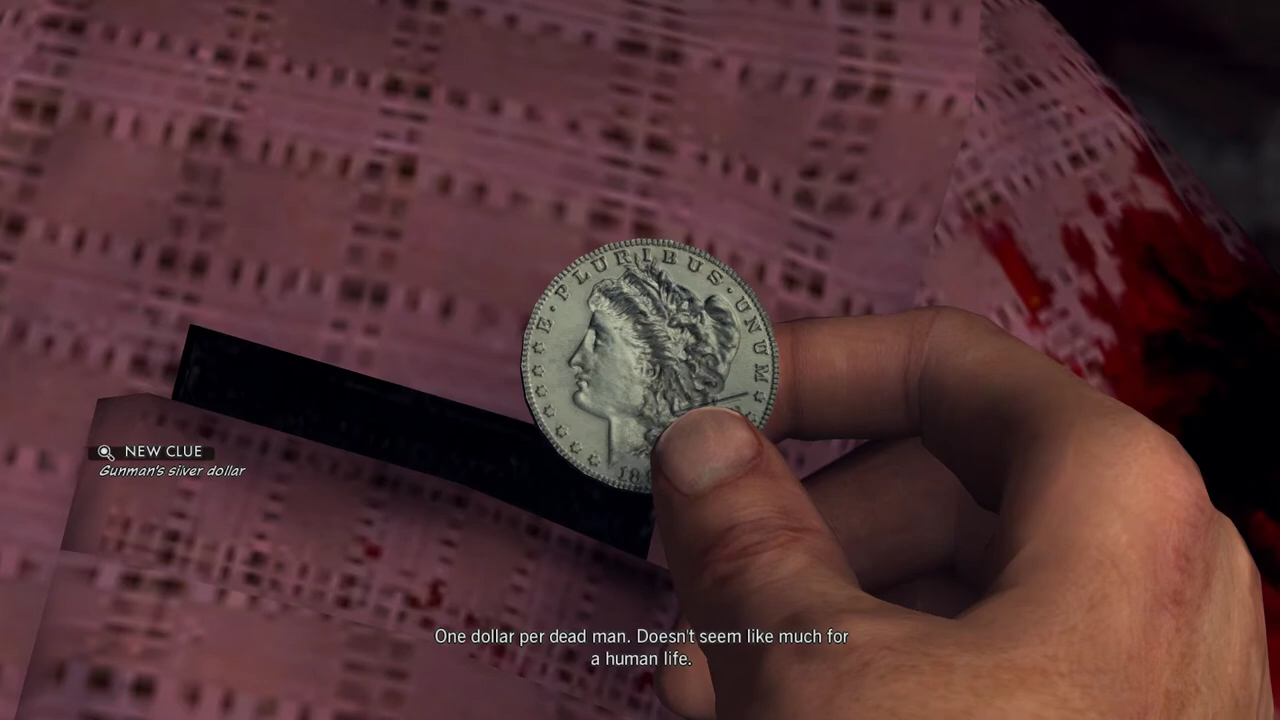 E · PLURIBUS · UNUM
NEW CLUE
Gunman's silver dollar
One dollar per dead man. Doesn't seem like much for
a human life.